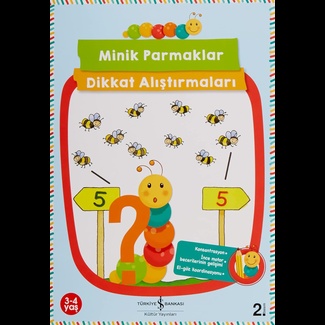 Minik Parmaklar
Dikkat Alıştırmaları
5
5
?
Konsantrasyon
İnce motor
becerilerinin gelişimi
El-göz koordinasyonu
3-4
yaş
TÜRKİYE İŞ BANKASI
Kültür Yayınları
2.